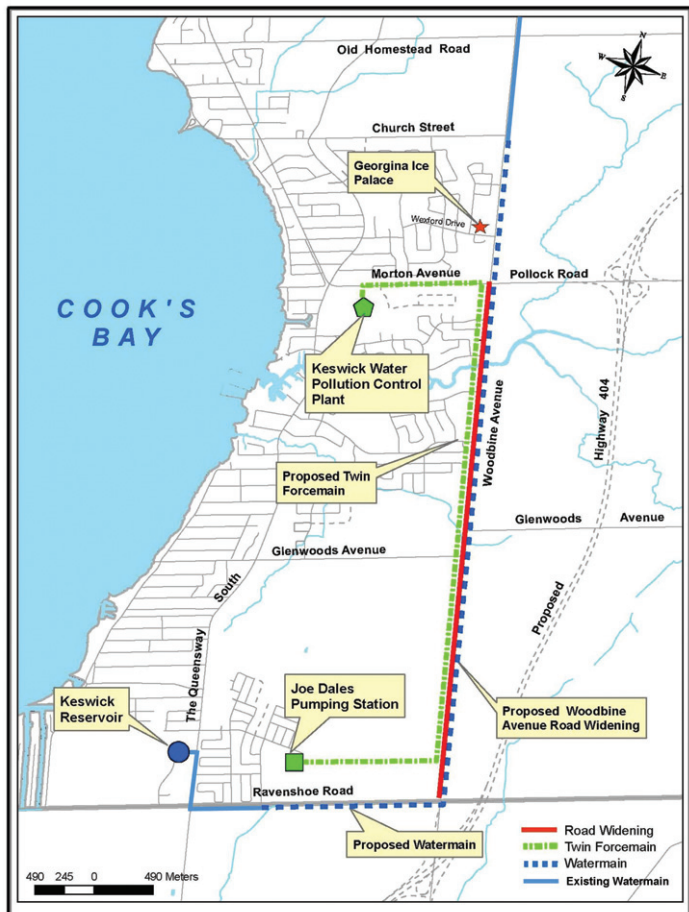 Old Homestead Road
N
W
E
S
Church Street
Georgina Ice
Palace
Wexford Drive
Morton Avenue
Pollock Road
COOK'S
BAY
Keswick Water
Pollution Control
Plant
Woodbine Avenue
Highway 404
Proposed Twin
Forcemain
Glenwoods Avenue
Glenwoods Avenue
South
Proposed
The Queensway
Keswick
Reservoir
Joe Dales
Pumping Station
Proposed Woodbine
Avenue Road Widening
Ravenshoe Road
Proposed Watermain
Road Widening
Twin Forcemain
Watermain
Existing Watermain
490 245 0 490 Meters